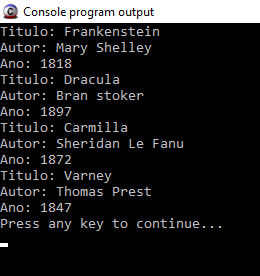 Console program output
Titulo: Frankenstein
Autor: Mary Shelley
Ano: 1818
Titulo: Dracula
Autor: Bran stoker
Ano: 1897
Titulo: Carmilla
Autor: Sheridan Le Fanu
Ano: 1872
Titulo: Varney
Autor: Thomas Prest
Ano: 1847
Press any key to continue...